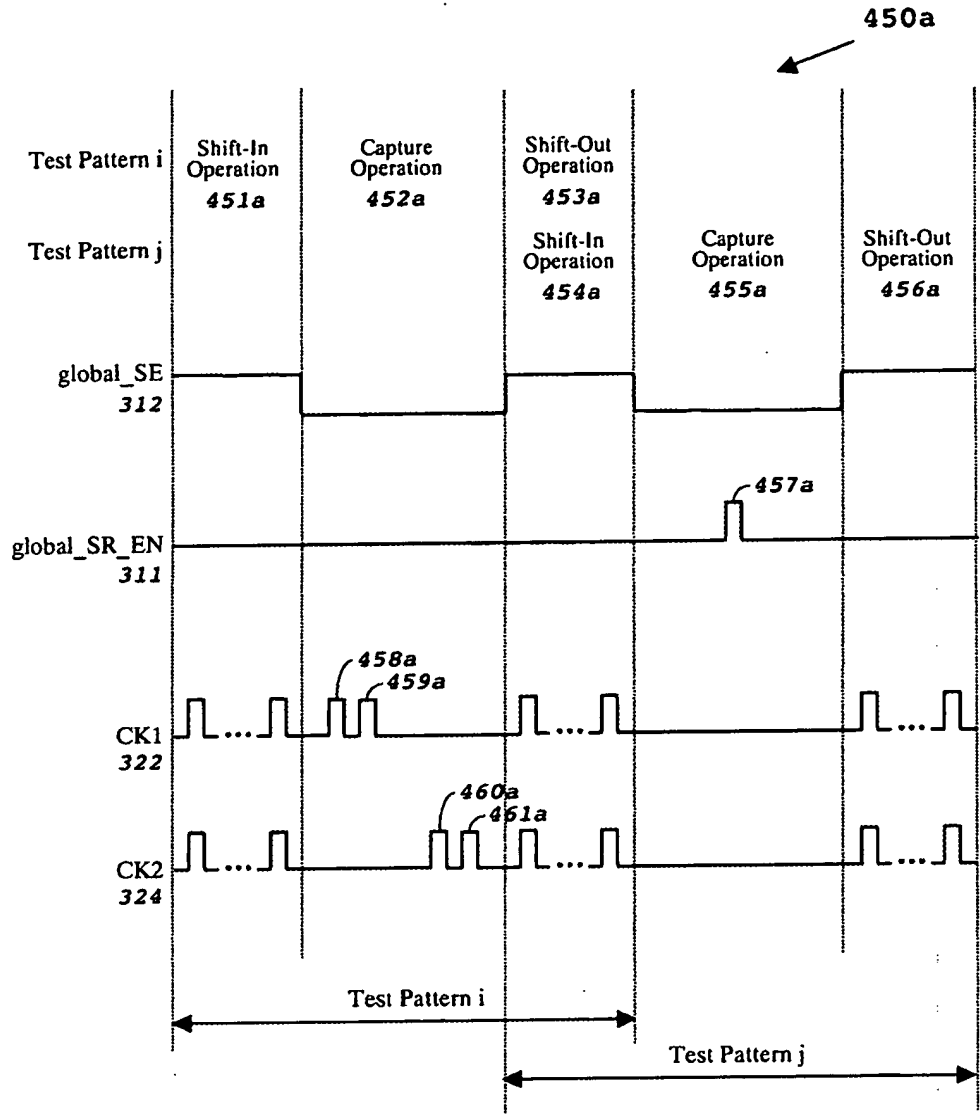 450a
Test Pattern i
Shift-In
Operation
451a
Capture
Operation
452a
Shift-Out
Operation
453a
Test Pattern j
Shift-In
Operation
454a
Capture
Operation
455a
Shift-Out
Operation
456a
global_SE
312
457a
global_SR_EN
311
458a
459a
CK1
322
460a
461a
CK2
324
Test Pattern i
Test Pattern j